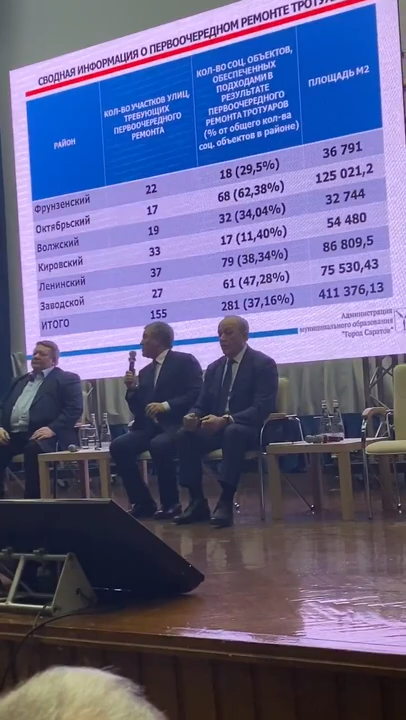 СВОДНАЯ ИНФОРМАЦИЯ О ПЕРВООЧЕРЕДНОМ РЕМОНТЕ ТРОТУ
РАЙОН
КОЛ-ВО УЧАСТКОВ УЛИЦ,
ТРЕБУЮЩИХ
ПЕРВООЧЕРЕДНОГО
РЕМОНТА
КОЛ-ВО СОЦ. ОБЪЕКТОВ,
ОБЕСПЕЧЕННЫХ
ПОДХОДАМИ В
РЕЗУЛЬТАТЕ
ПЕРВООЧЕРЕДНОГО
РЕМОНТА ТРОТУАРОВ
(% от общего кол-ва
соц. объектов в районе)
ПЛОЩАДЬ М2
Фрунзенский 22 18 (29,5%) 36 791
Октябрьский 17 68 (62,38%) 125 021,2
Волжский 19 32 (34,04%) 32 744
Кировский 33 17 (11,40%) 54 480
Ленинский 37 79 (38,34%) 86 809,5
Заводской 27 61 (47,28%) 75 530,43
ИТОГО 155 281 (37,16%) 411 376,13
Администрация
муниципального образования
"Город Саратов"